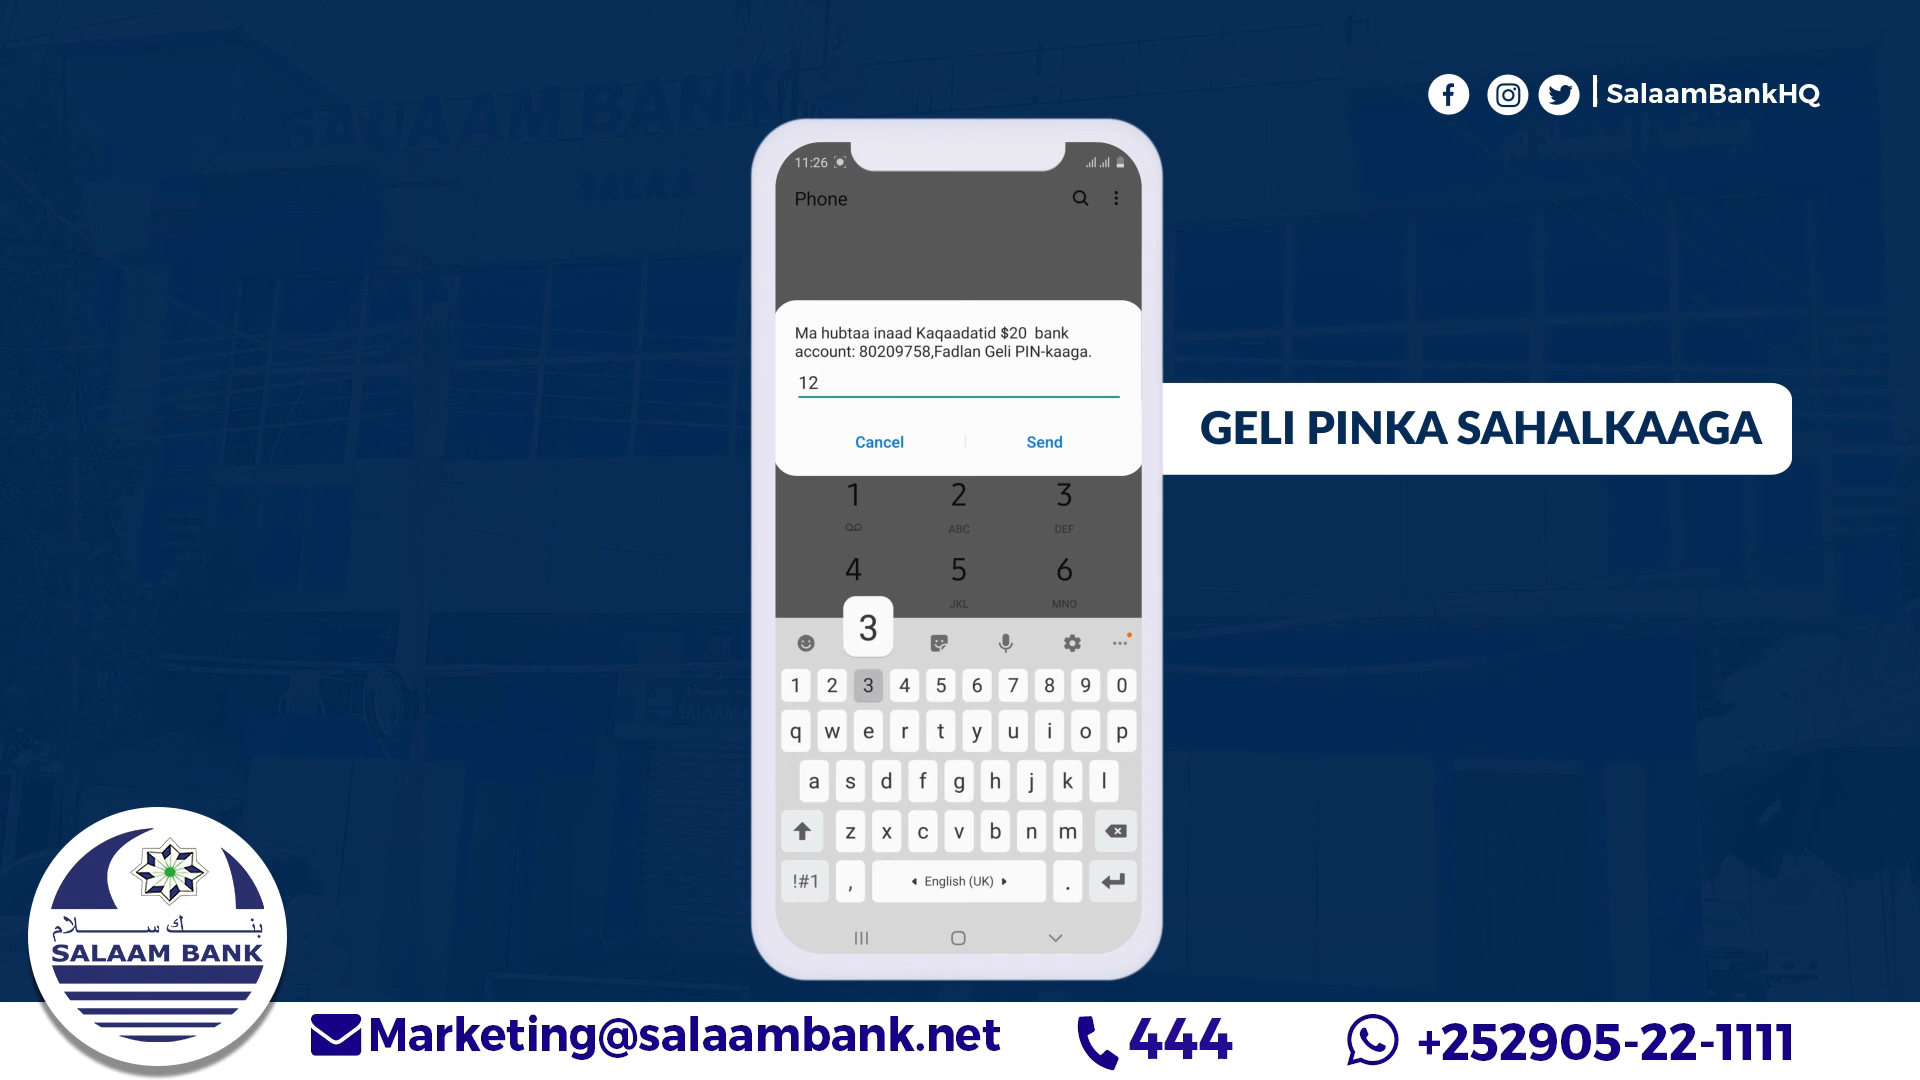 SalaamBankHQ
11:26
Phone
Ma hubtaa inaad Kaqaadatid $20 bank
account: 80209758,Fadlan Geli PIN-kaaga.
12
Cancel
Send
GELI PINKA SAHALKAAGA
1 2 3
ABC DEF
4 5 6
JKL MNO
3
1 2 3 4 5 6 7 8 9 0
q w e r t y u i o p
a s d f g h j k l
z x c v b n m
!#1 , English (UK) .
بنك سلام
SALAAM BANK
Marketing@salaambank.net
444
+252905-22-1111